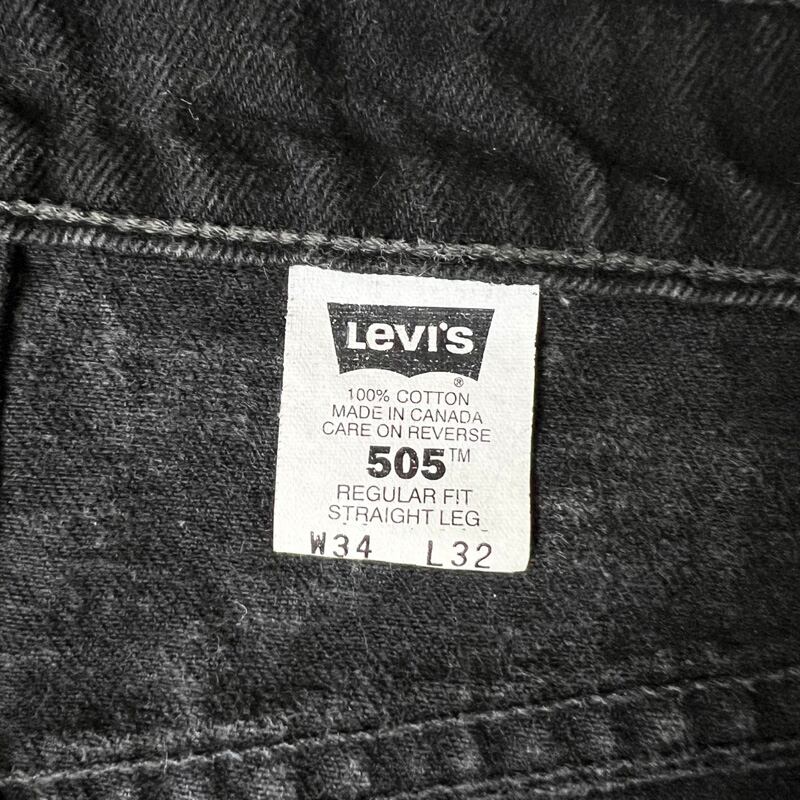 Levi's
®
100% COTTON
MADE IN CANADA
CARE ON REVERSE
505™
REGULAR FIT
STRAIGHT LEG
W34 L32